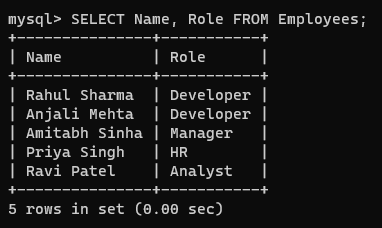 mysql> SELECT Name, Role FROM Employees;
+---------------+-----------+
| Name          | Role      |
+---------------+-----------+
| Rahul Sharma  | Developer |
| Anjali Mehta  | Developer |
| Amitabh Sinha | Manager   |
| Priya Singh   | HR        |
| Ravi Patel    | Analyst   |
+---------------+-----------+
5 rows in set (0.00 sec)